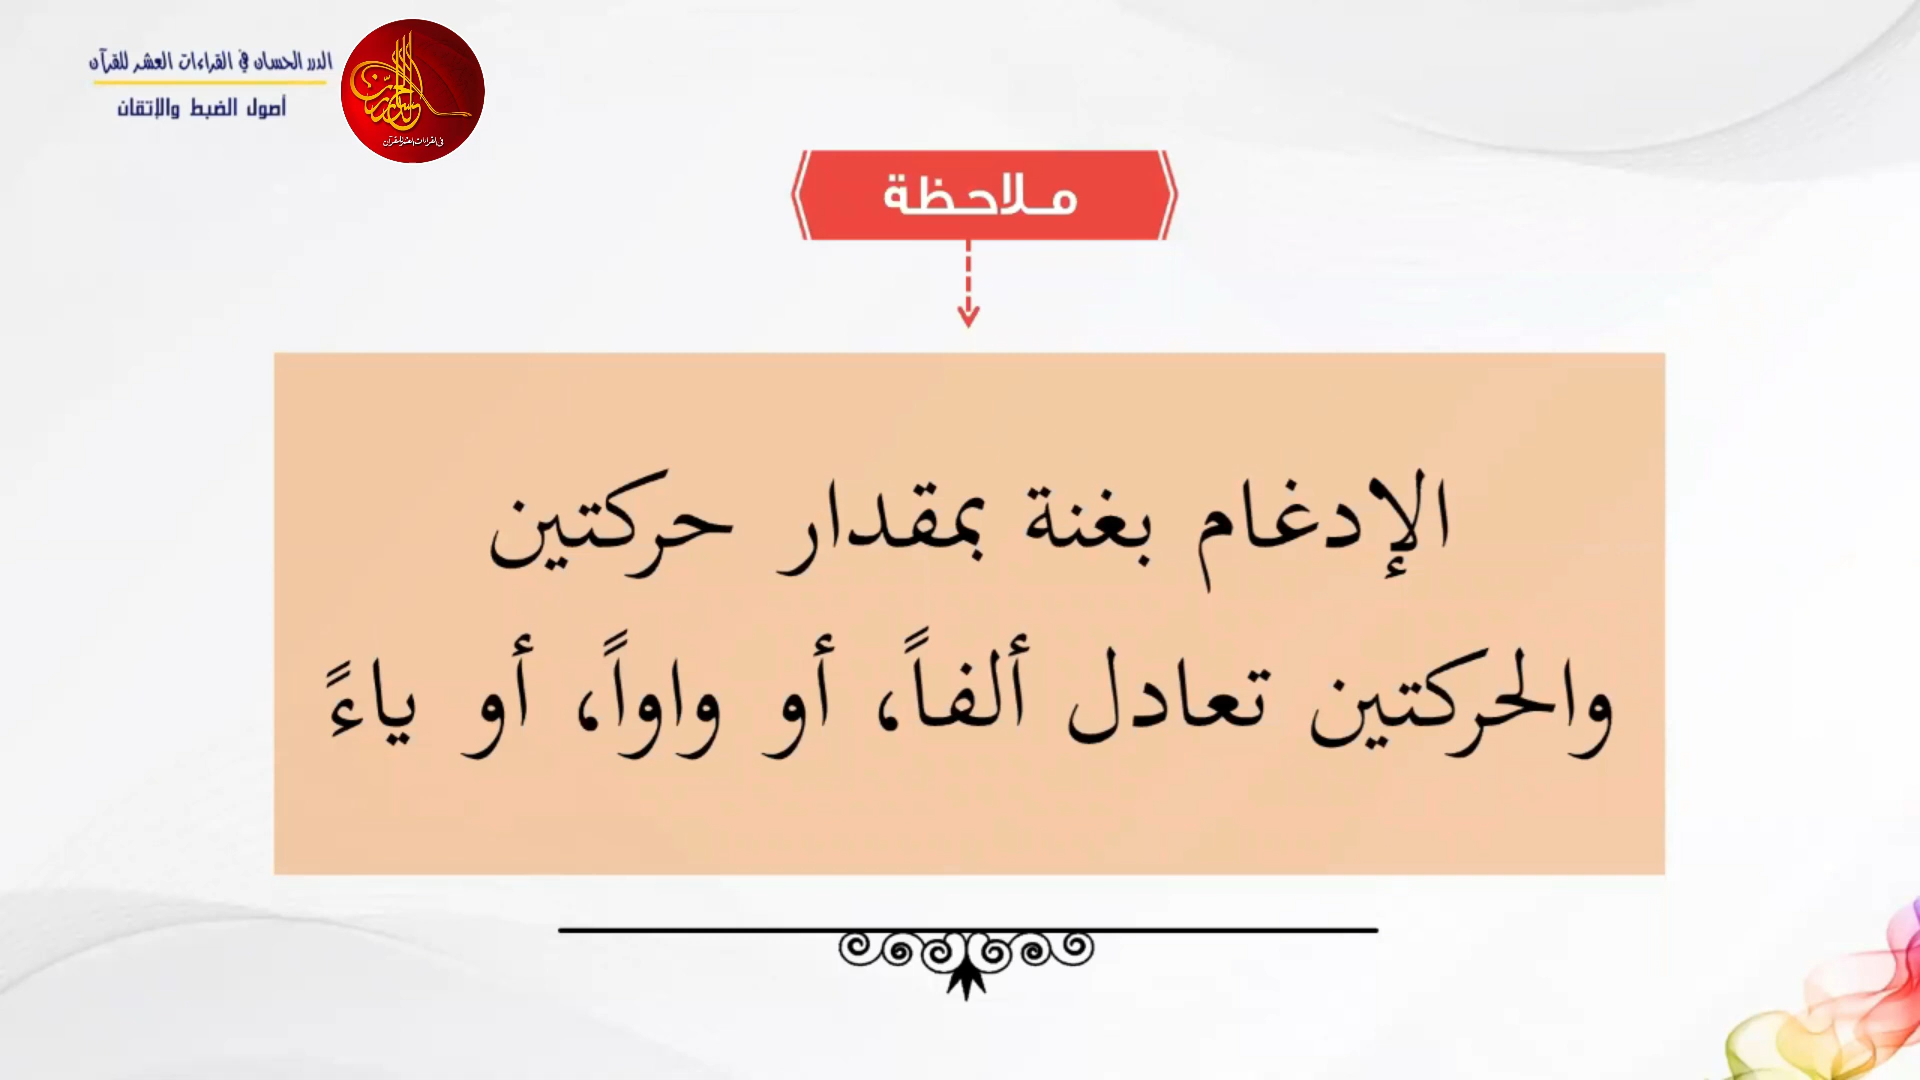 الدرر الحسان في القراءات العشر للقرآن
أصول الضبط والإتقان
ملاحظة
الإدغام بغنة بمقدار حركتين
والحركتين تعادل ألفاً، أو واواً، أو ياءً